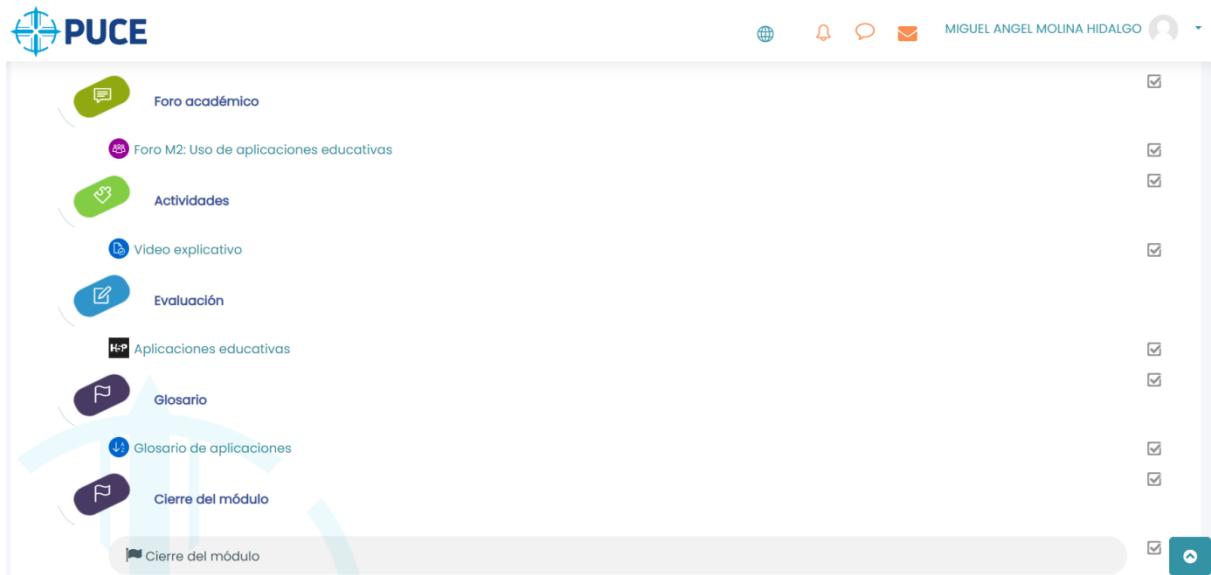 PUCE
MIGUEL ANGEL MOLINA HIDALGO
Foro académico
Foro M2: Uso de aplicaciones educativas
Actividades
Video explicativo
Evaluación
H-P Aplicaciones educativas
Glosario
Glosario de aplicaciones
Cierre del módulo
Cierre del módulo